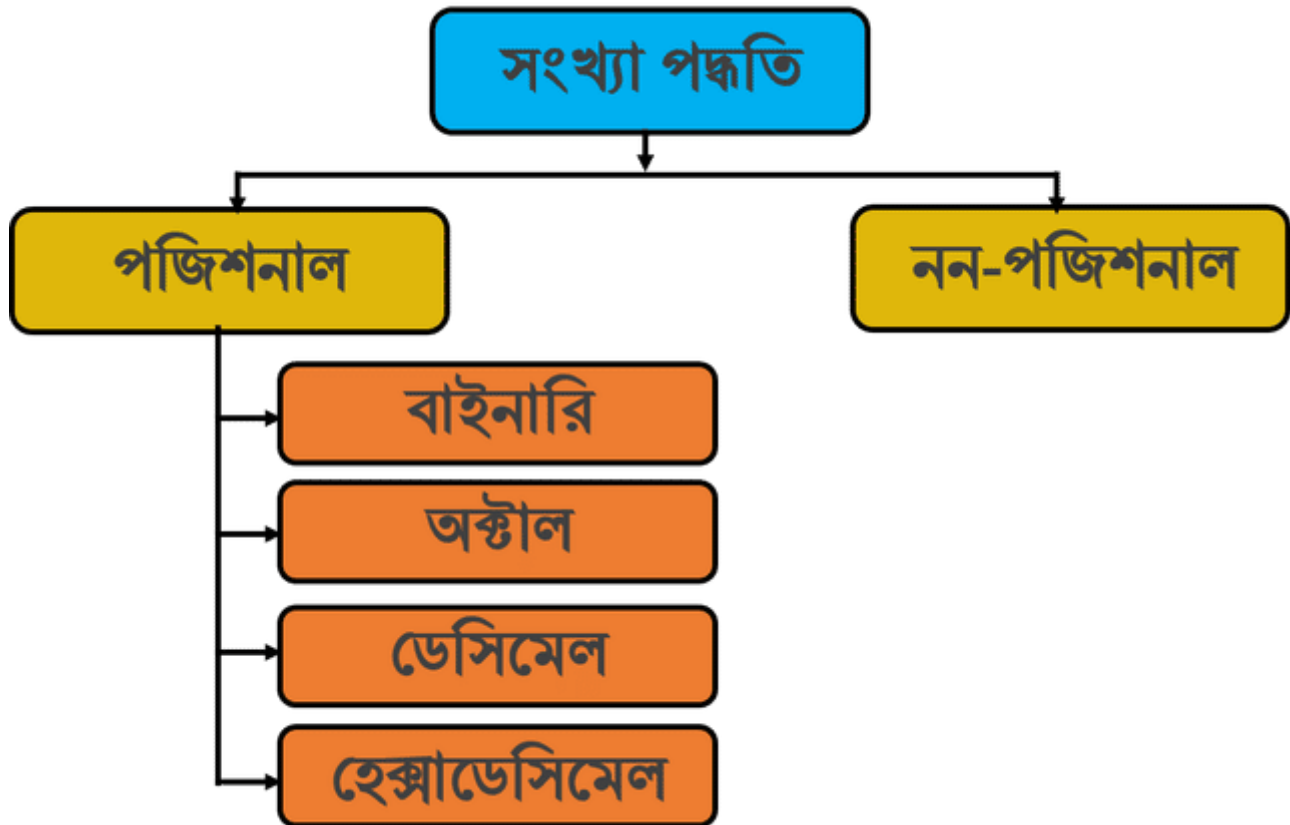 সংখ্যা পদ্ধতি
পজিশনাল
নন-পজিশনাল
বাইনারি
অক্টাল
ডেসিমেল
হেক্সাডেসিমেল